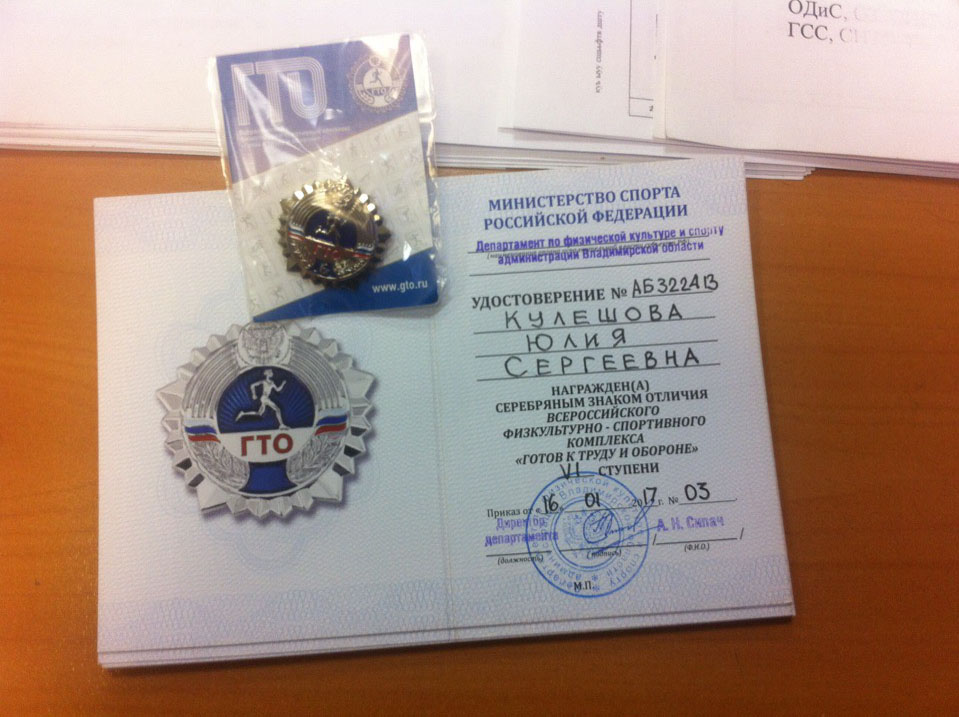 ОДиС,
ГСС,
ГТО
ГТО
www.gto.ru
ГТО
МИНИСТЕРСТВО СПОРТА
РОССИЙСКОЙ ФЕДЕРАЦИИ
Департамент по физической культуре и спорту
администрации Владимирской области
УДОСТОВЕРЕНИЕ №
КУЛЕШОВА
ЮЛИЯ
СЕРГЕЕВНА
НАГРАЖДЕН(А)
СЕРЕБРЯНЫМ ЗНАКОМ ОТЛИЧИЯ
ВСЕРОССИЙСКОГО
ФИЗКУЛЬТУРНО - СПОРТИВНОГО
КОМПЛЕКСА
«ГОТОВ К ТРУДУ И ОБОРОНЕ»
VI СТУПЕНИ
Приказ от 16 01 2017 г. № 03
Директор
департамента
А. Н. Сипач
(должность) (подпись) (Ф.И.О.)
М.П.